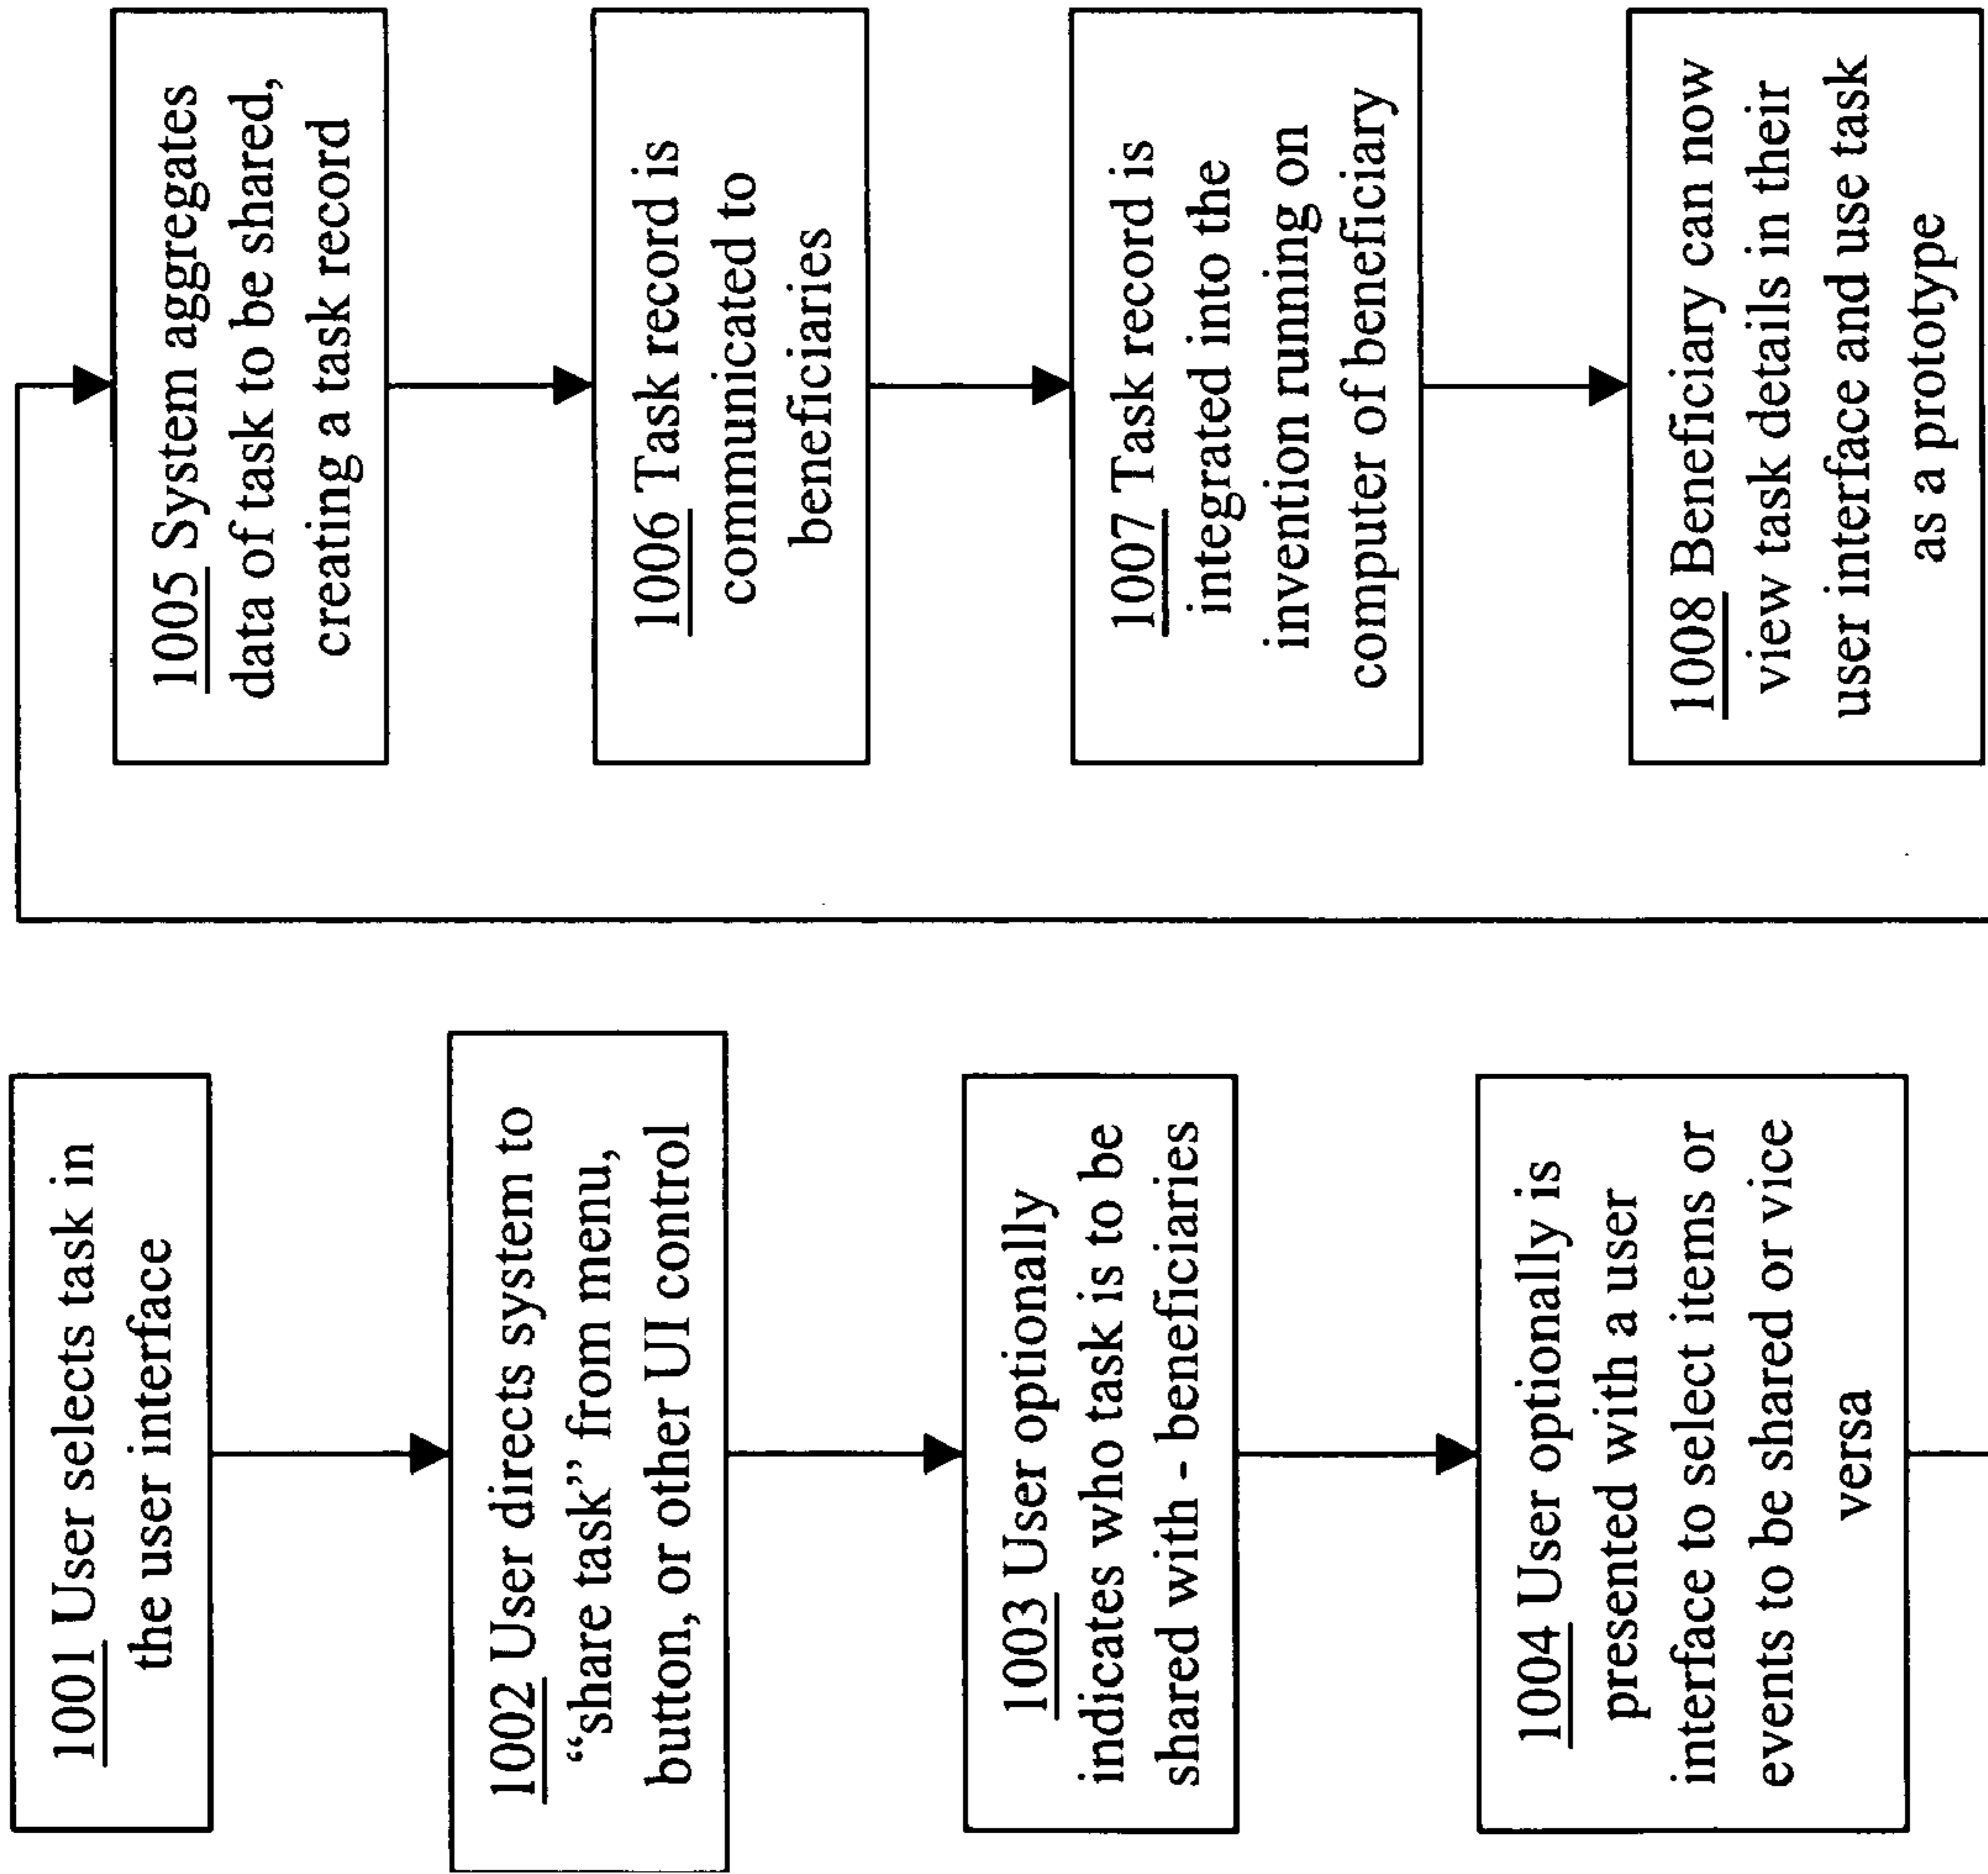 1001 User selects task in
the user interface
1002 User directs system to
“share task” from menu,
button, or other UI control
1003 User optionally
indicates who task is to be
shared with - beneficiaries
1004 User optionally is
presented with a user
interface to select items or
events to be shared or vice
versa
1005 System aggregates
data of task to be shared,
creating a task record
1006 Task record is
communicated to
beneficiaries
1007 Task record is
integrated into the
invention running on
computer of beneficiary
1008 Beneficiary can now
view task details in their
user interface and use task
as a prototype